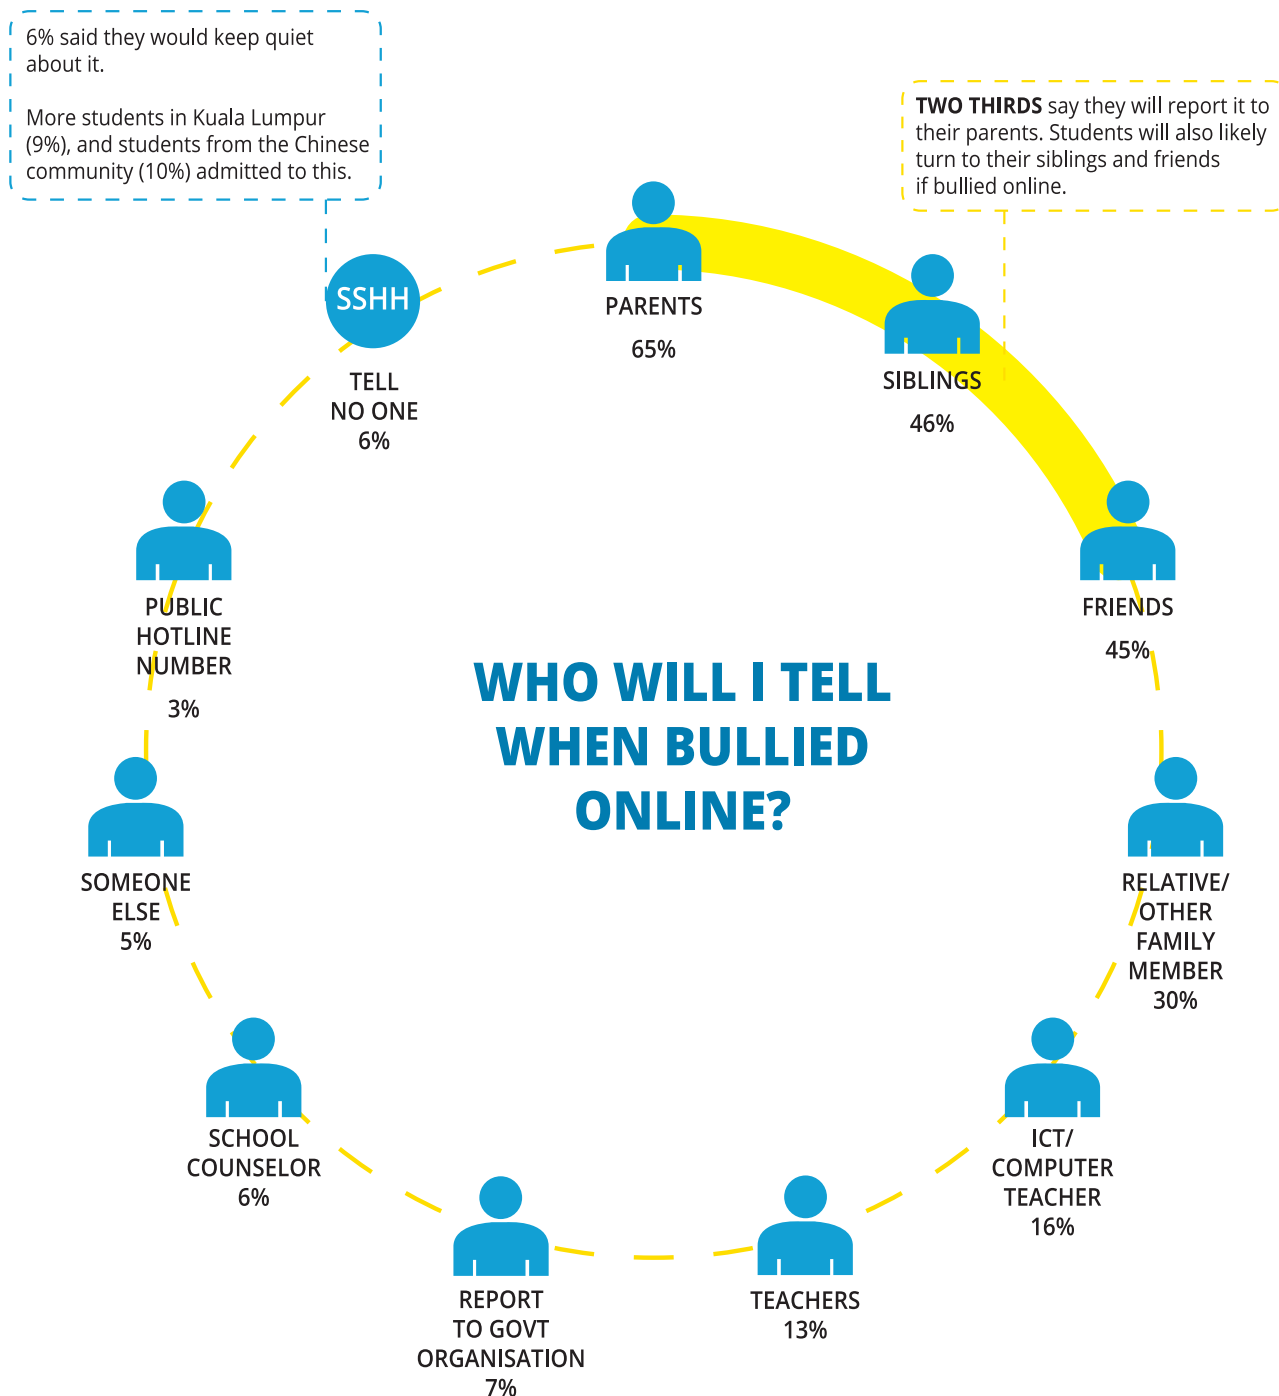 6% said they would keep quiet
about it.
More students in Kuala Lumpur
(9%), and students from the Chinese
community (10%) admitted to this.
TWO THIRDS say they will report it to
their parents. Students will also likely
turn to their siblings and friends
if bullied online.
SSHH
TELL
NO ONE
6%
PARENTS
65%
SIBLINGS
46%
FRIENDS
45%
RELATIVE/
OTHER
FAMILY
MEMBER
30%
ICT/
COMPUTER
TEACHER
16%
TEACHERS
13%
REPORT
TO GOVT
ORGANISATION
7%
SCHOOL
COUNSELOR
6%
SOMEONE
ELSE
5%
PUBLIC
HOTLINE
NUMBER
3%
WHO WILL I TELL
WHEN BULLIED
ONLINE?